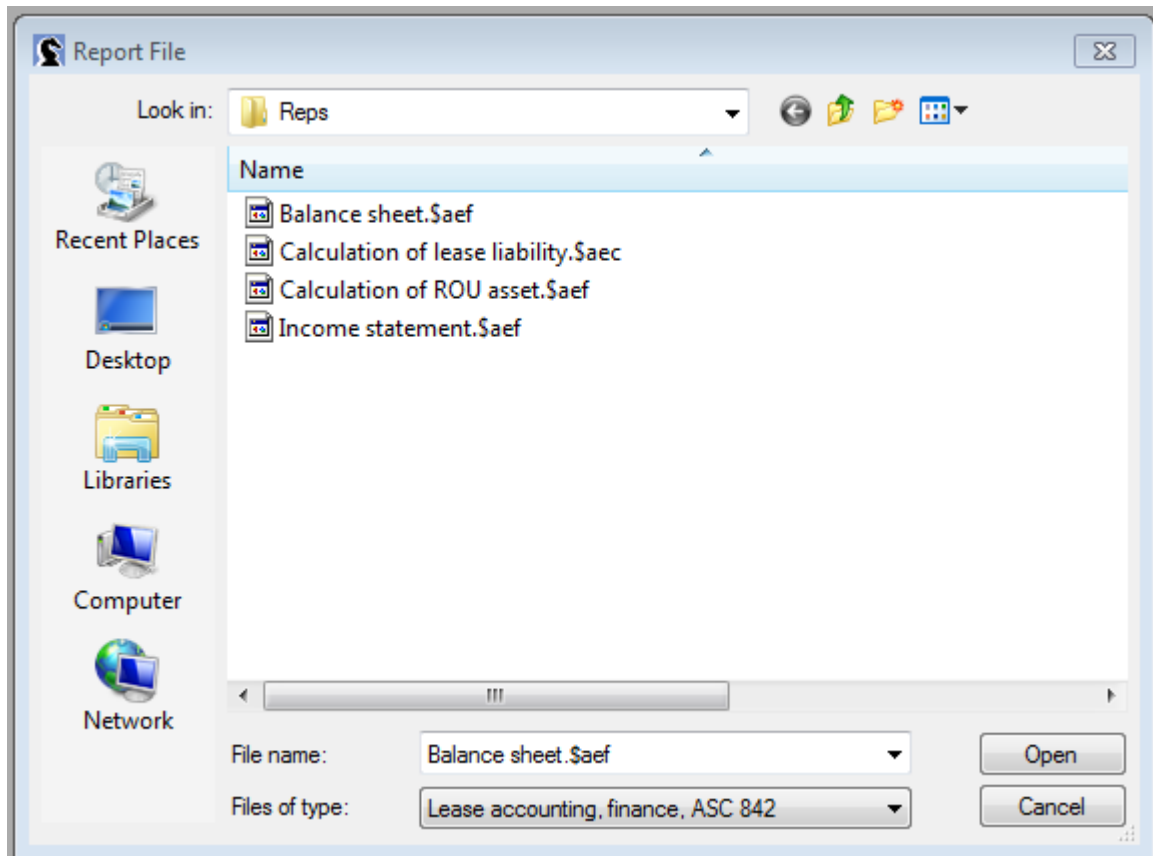 Report File
Look in: Reps
Name
Balance sheet.$aef
Calculation of lease liability.$aec
Calculation of ROU asset.$aef
Income statement.$aef
Recent Places
Desktop
Libraries
Computer
Network
File name: Balance sheet.$aef Open
Files of type: Lease accounting, finance, ASC 842 Cancel